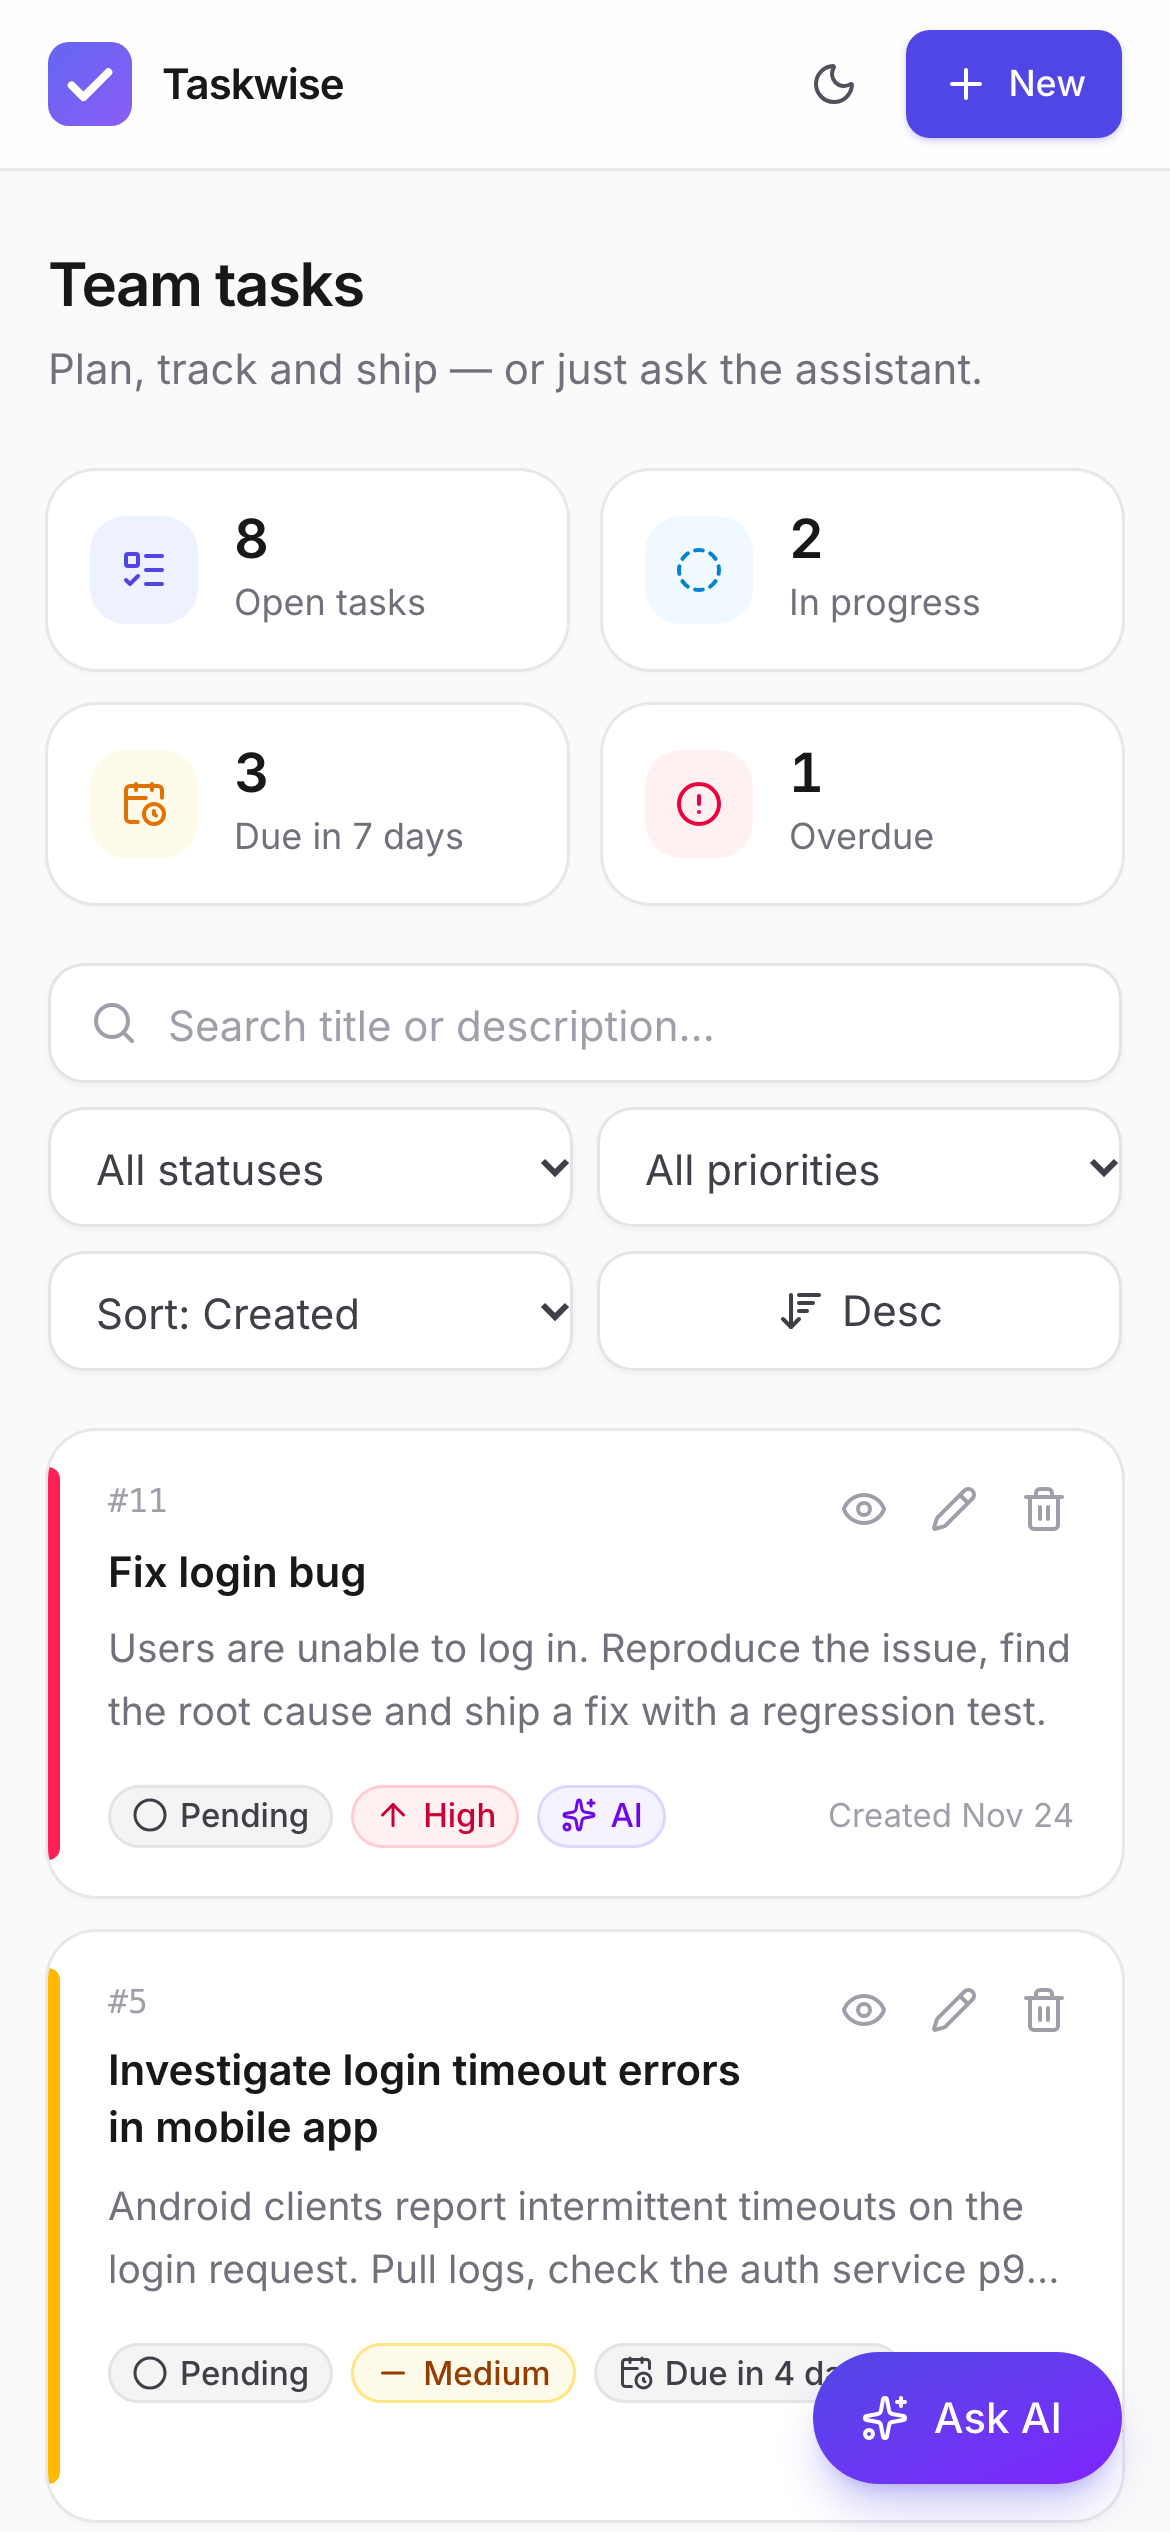 Taskwise
New
Team tasks
Plan, track and ship — or just ask the assistant.
8
Open tasks
2
In progress
3
Due in 7 days
1
Overdue
Search title or description...
All statuses
All priorities
Sort: Created
Desc
#11
Fix login bug
Users are unable to log in. Reproduce the issue, find
the root cause and ship a fix with a regression test.
Pending
High
AI
Created Nov 24
#5
Investigate login timeout errors
in mobile app
Android clients report intermittent timeouts on the
login request. Pull logs, check the auth service p9...
Pending
Medium
Due in 4
Ask AI